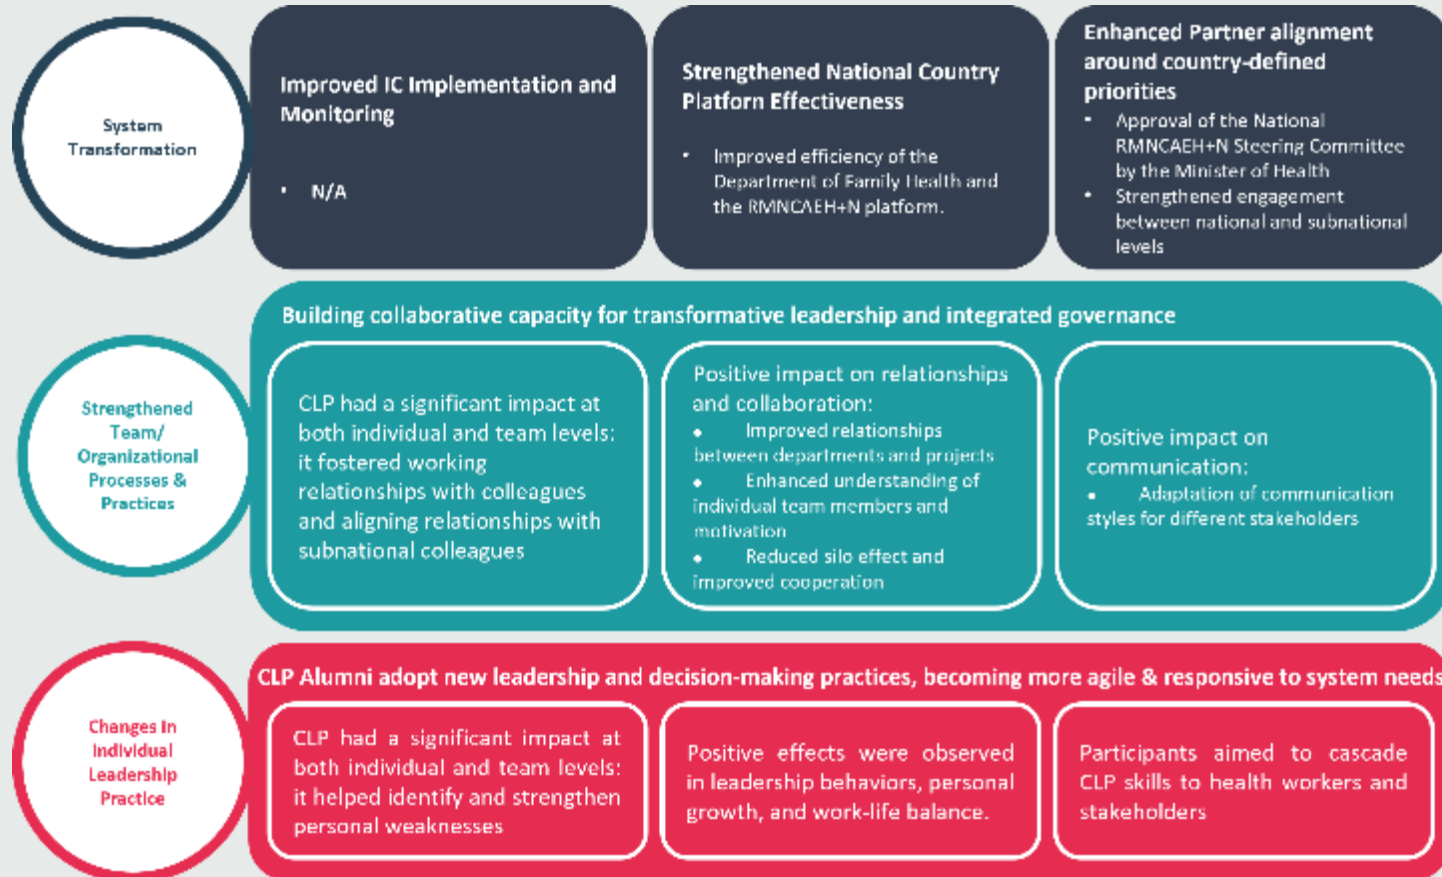 System
Transformation
Improved IC Implementation and
Monitoring
• N/A
Strengthened National Country
Platforn Effectiveness
• Improved efficiency of the
Department of Family Health and
the RMNCAEH+N platform.
Enhanced Partner alignment
around country-defined
priorities
• Approval of the National
RMNCAEH+N Steering Committee
by the Minister of Health
• Strengthened engagement
between national and subnational
levels
Strengthened
Team/
Organizational
Processes &
Practices
Building collaborative capacity for transformative leadership and integrated governance
CLP had a significant impact at
both individual and team levels:
it fostered working
relationships with colleagues
and aligning relationships with
subnational colleagues
Positive impact on relationships
and collaboration:
• Improved relationships
between departments and projects
• Enhanced understanding of
individual team members and
motivation
• Reduced silo effect and
improved cooperation
Positive impact on
communication:
• Adaptation of communication
styles for different stakeholders
Changes in
Individual
Leadership
Practice
CLP Alumni adopt new leadership and decision-making practices, becoming more agile & responsive to system needs
CLP had a significant impact at
both individual and team levels:
it helped identify and strengthen
personal weaknesses
Positive effects were observed
in leadership behaviors, personal
growth, and work-life balance.
Participants aimed to cascade
CLP skills to health workers and
stakeholders